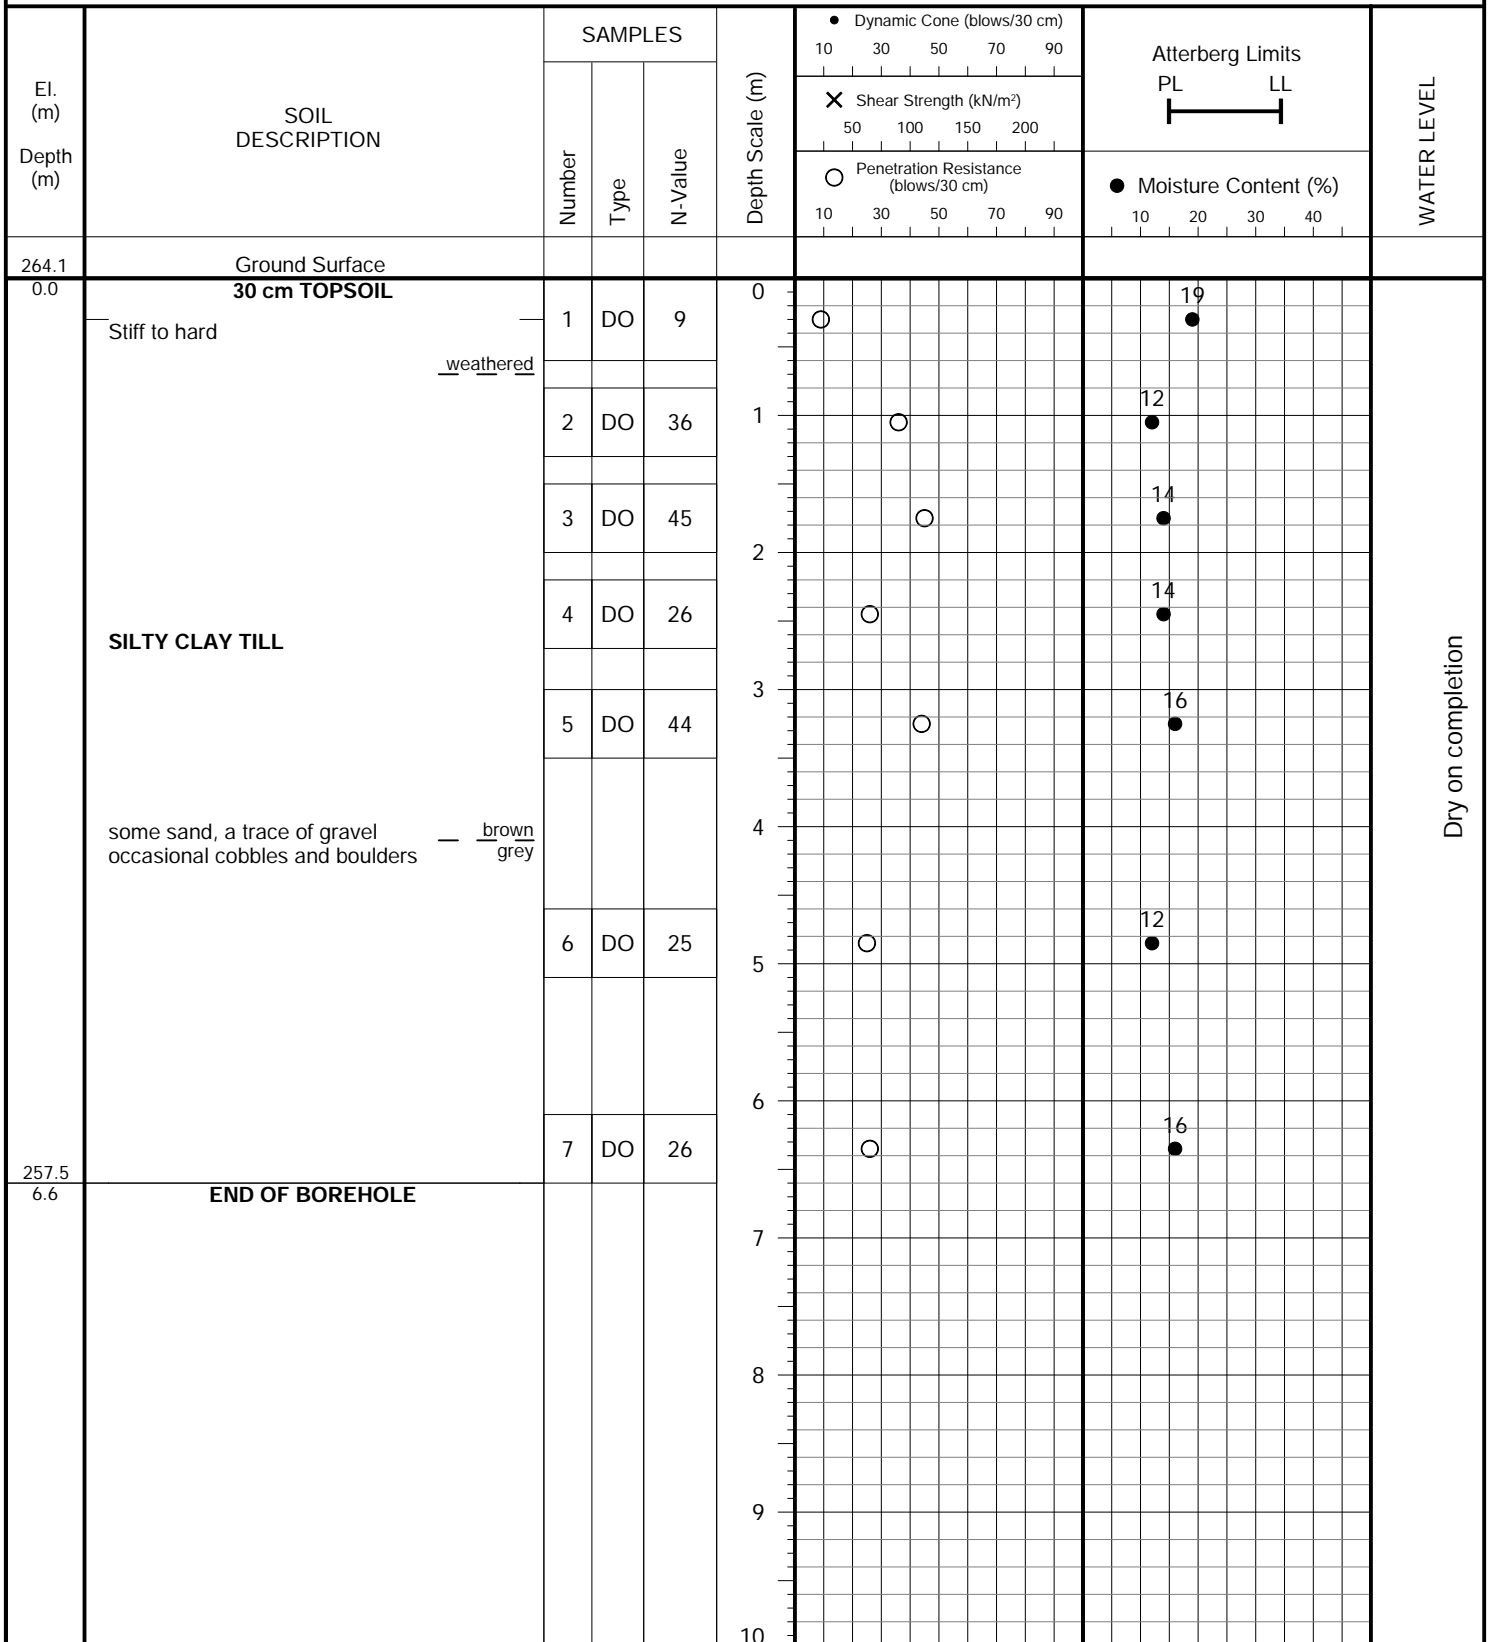 El.
(m)
Depth
(m)
SOIL
DESCRIPTION
SAMPLES
Number
Type
N-Value
Depth Scale (m)
Dynamic Cone (blows/30 cm)
10 30 50 70 90
Shear Strength (kN/m²)
50 100 150 200
Penetration Resistance
(blows/30 cm)
10 30 50 70 90
Atterberg Limits
PL LL
Moisture Content (%)
10 20 30 40
WATER LEVEL
264.1 Ground Surface
0.0 30 cm TOPSOIL 0
19
Stiff to hard 1 DO 9
weathered
12
1
2 DO 36
14
3 DO 45
2
14
4 DO 26
SILTY CLAY TILL
3
16
5 DO 44
Dry on completion
some sand, a trace of gravel brown 4
occasional cobbles and boulders grey
12
6 DO 25
5
6
16
7 DO 26
257.5
6.6 END OF BOREHOLE
7
8
9
10